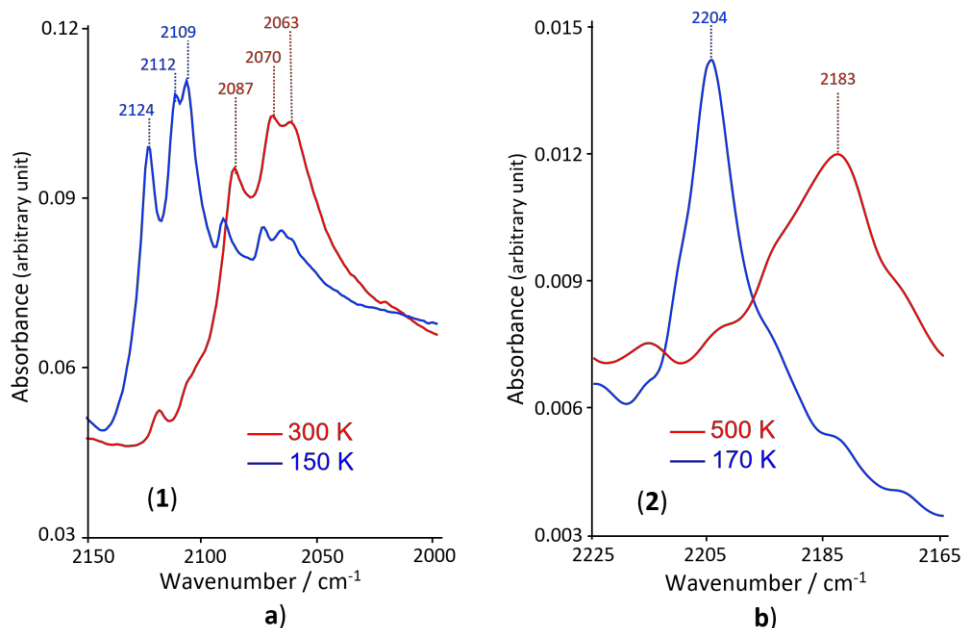 0.12
0.09
0.06
0.03
Absorbance (arbitrary unit)
2124
2112
2109
2087
2070
2063
300 K
150 K
(1)
2150
2100
2050
2000
Wavenumber / cm⁻¹
a)
0.015
0.012
0.009
0.006
0.003
Absorbance (arbitrary unit)
2204
2183
500 K
170 K
(2)
2225
2205
2185
2165
Wavenumber / cm⁻¹
b)